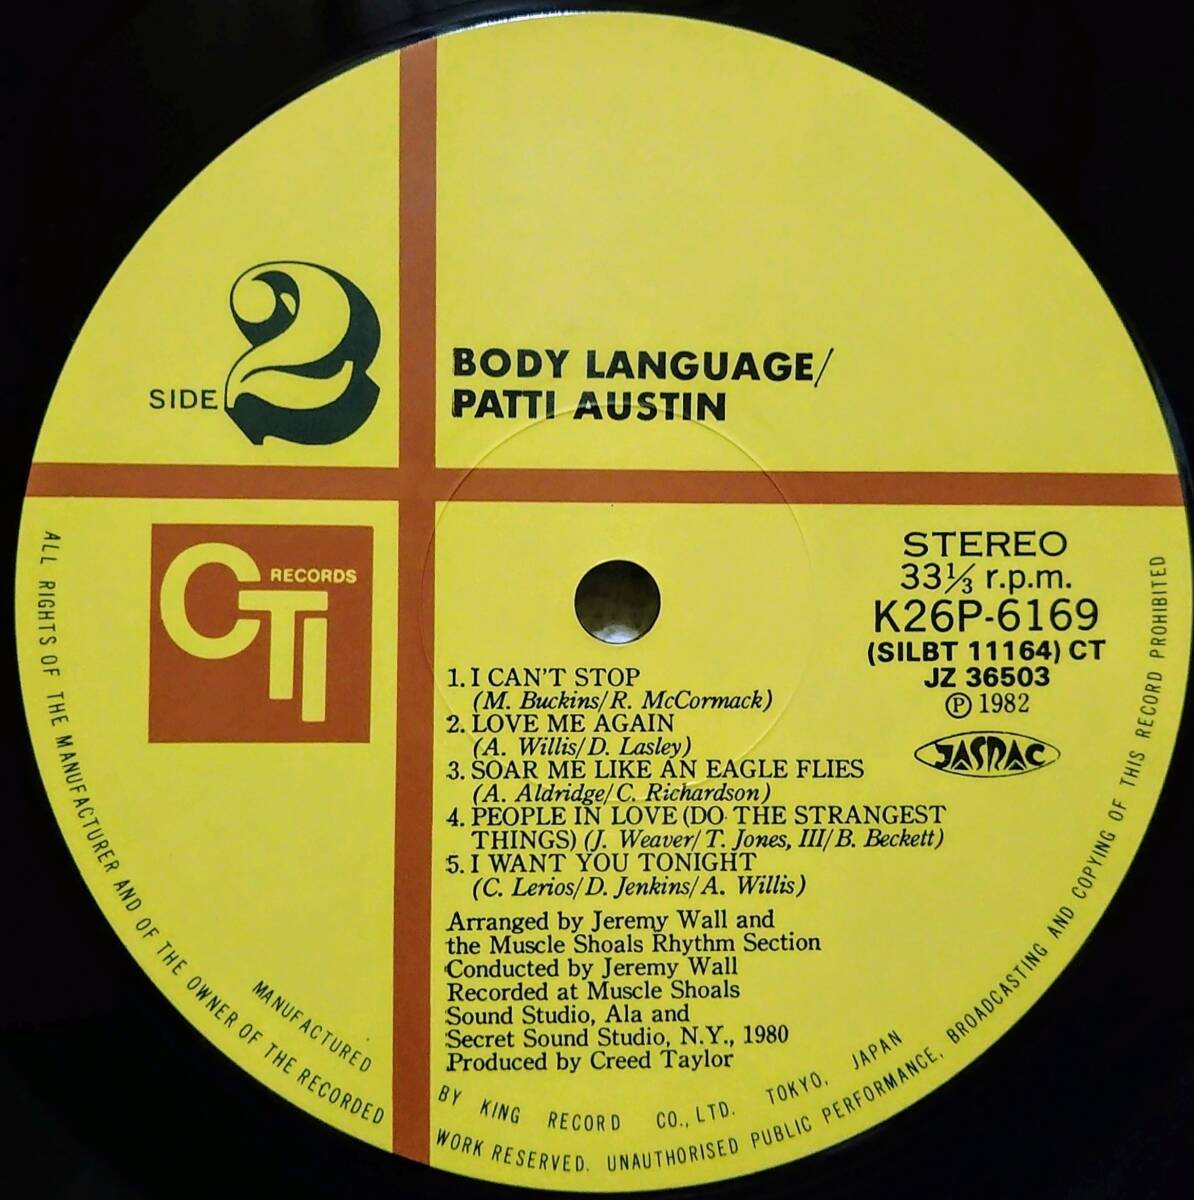 SIDE 2
BODY LANGUAGE/
PATTI AUSTIN
CTI RECORDS
STEREO
33⅓ r.p.m.
K26P-6169
(SILBT 11164) CT
JZ 36503
Ⓟ 1982
JASRAC
1. I CAN'T STOP
(M. Buckins/R. McCormack)
2. LOVE ME AGAIN
(A. Willis/D. Lasley)
3. SOAR ME LIKE AN EAGLE FLIES
(A. Aldridge/C. Richardson)
4. PEOPLE IN LOVE (DO THE STRANGEST
THINGS) (J. Weaver/T. Jones, III/B. Beckett)
5. I WANT YOU TONIGHT
(C. Lerios/D. Jenkins/A. Willis)
Arranged by Jeremy Wall and
the Muscle Shoals Rhythm Section
Conducted by Jeremy Wall
Recorded at Muscle Shoals
Sound Studio, Ala and
Secret Sound Studio, N.Y., 1980
Produced by Creed Taylor
MANUFACTURED BY KING RECORD CO., LTD. TOKYO, JAPAN
ALL RIGHTS OF THE MANUFACTURER AND OF THE OWNER OF THE RECORDED WORK RESERVED. UNAUTHORISED PUBLIC PERFORMANCE, BROADCASTING AND COPYING OF THIS RECORD PROHIBITED